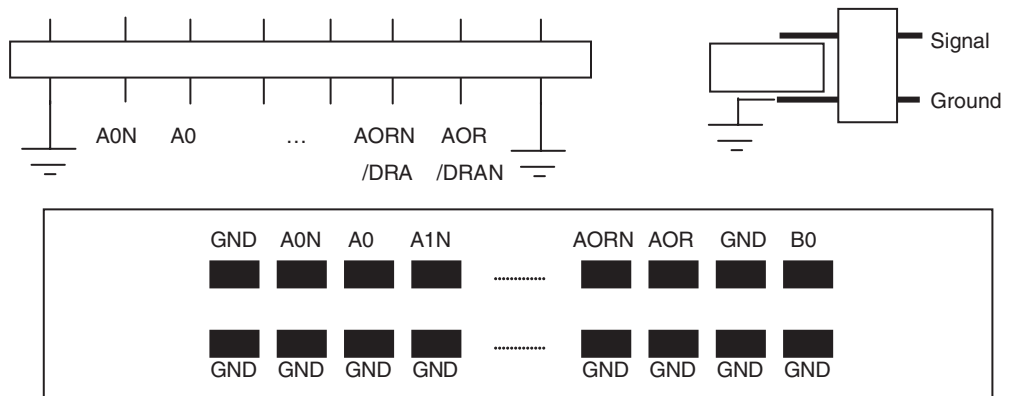 Signal
Ground
A0N A0 ... AORN AOR
/DRA /DRAN
GND A0N A0 A1N ............. AORN AOR GND B0
.............
GND GND GND GND GND GND GND GND